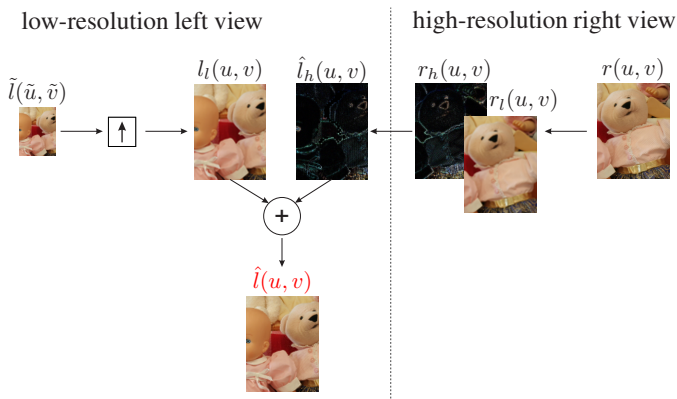 low-resolution left view
high-resolution right view
l̃(ũ, ṽ)
l_l(u, v)
l̂_h(u, v)
r_h(u, v)
r_l(u, v)
r(u, v)
↑
+
l̂(u, v)